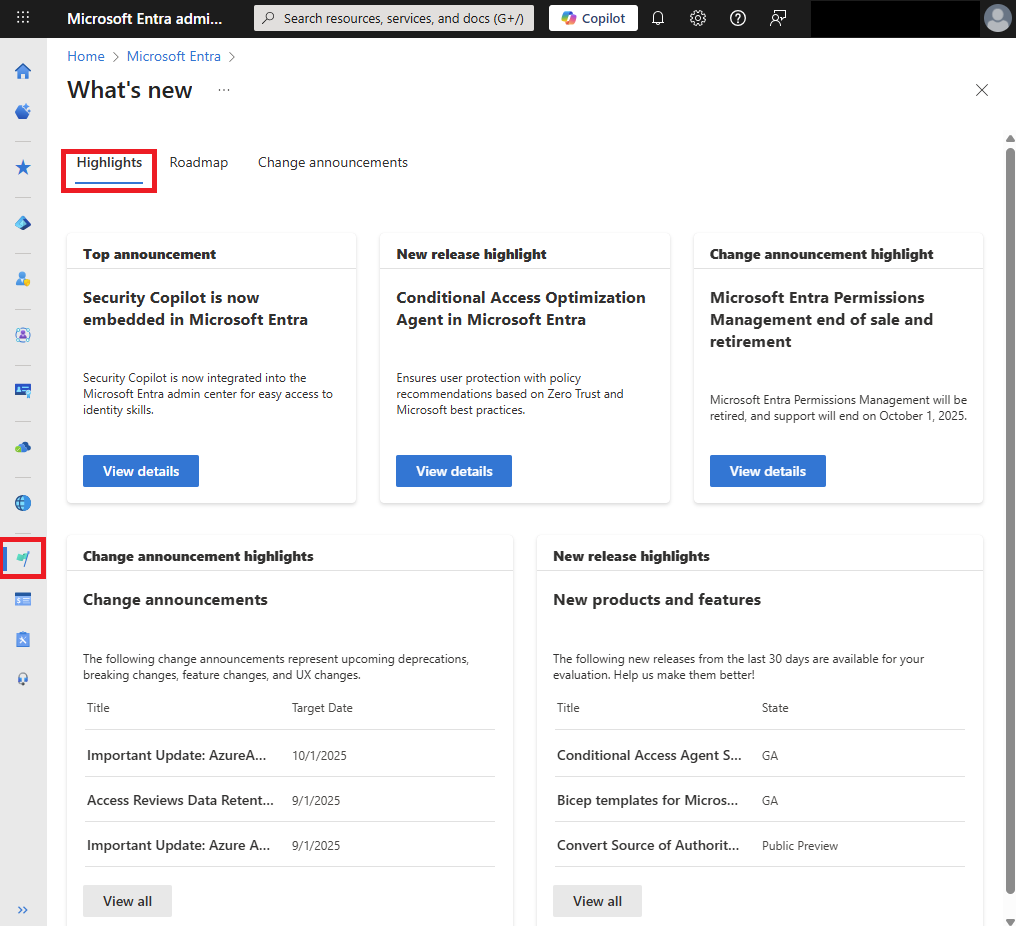 Microsoft Entra admi...
Search resources, services, and docs (G+/)
Copilot
Home > Microsoft Entra >
What's new ...
Highlights
Roadmap
Change announcements
Top announcement
Security Copilot is now
embedded in Microsoft Entra
Security Copilot is now integrated into the
Microsoft Entra admin center for easy access to
identity skills.
View details
New release highlight
Conditional Access Optimization
Agent in Microsoft Entra
Ensures user protection with policy
recommendations based on Zero Trust and
Microsoft best practices.
View details
Change announcement highlight
Microsoft Entra Permissions
Management end of sale and
retirement
Microsoft Entra Permissions Management will be
retired, and support will end on October 1, 2025.
View details
Change announcement highlights
Change announcements
The following change announcements represent upcoming deprecations,
breaking changes, feature changes, and UX changes.
Title Target Date
Important Update: AzureA... 10/1/2025
Access Reviews Data Retent... 9/1/2025
Important Update: Azure A... 9/1/2025
View all
New release highlights
New products and features
The following new releases from the last 30 days are available for your
evaluation. Help us make them better!
Title State
Conditional Access Agent S... GA
Bicep templates for Micros... GA
Convert Source of Authorit... Public Preview
View all